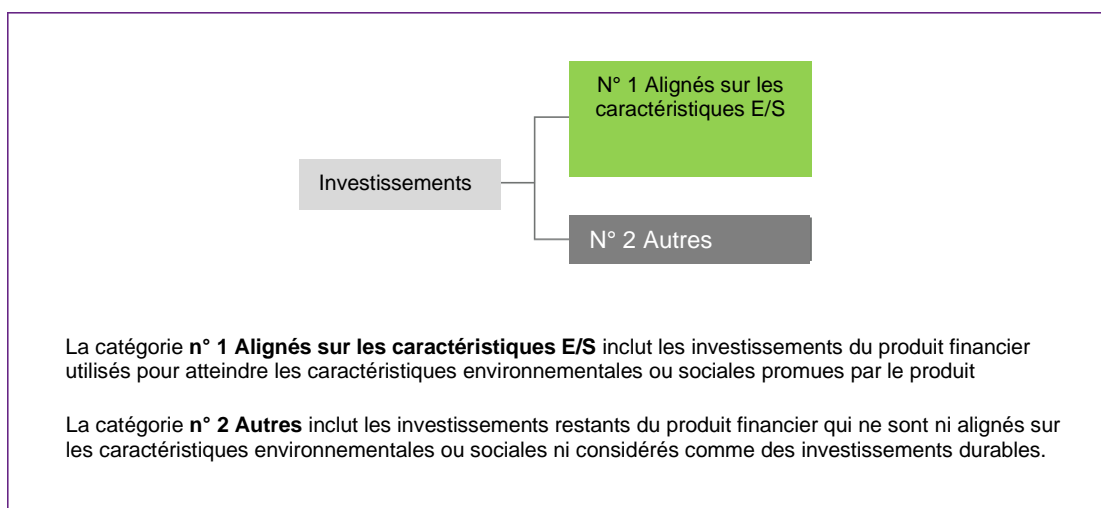 N° 1 Alignés sur les
caractéristiques E/S
Investissements
N° 2 Autres
La catégorie n° 1 Alignés sur les caractéristiques E/S inclut les investissements du produit financier
utilisés pour atteindre les caractéristiques environnementales ou sociales promues par le produit
La catégorie n° 2 Autres inclut les investissements restants du produit financier qui ne sont ni alignés sur
les caractéristiques environnementales ou sociales ni considérés comme des investissements durables.